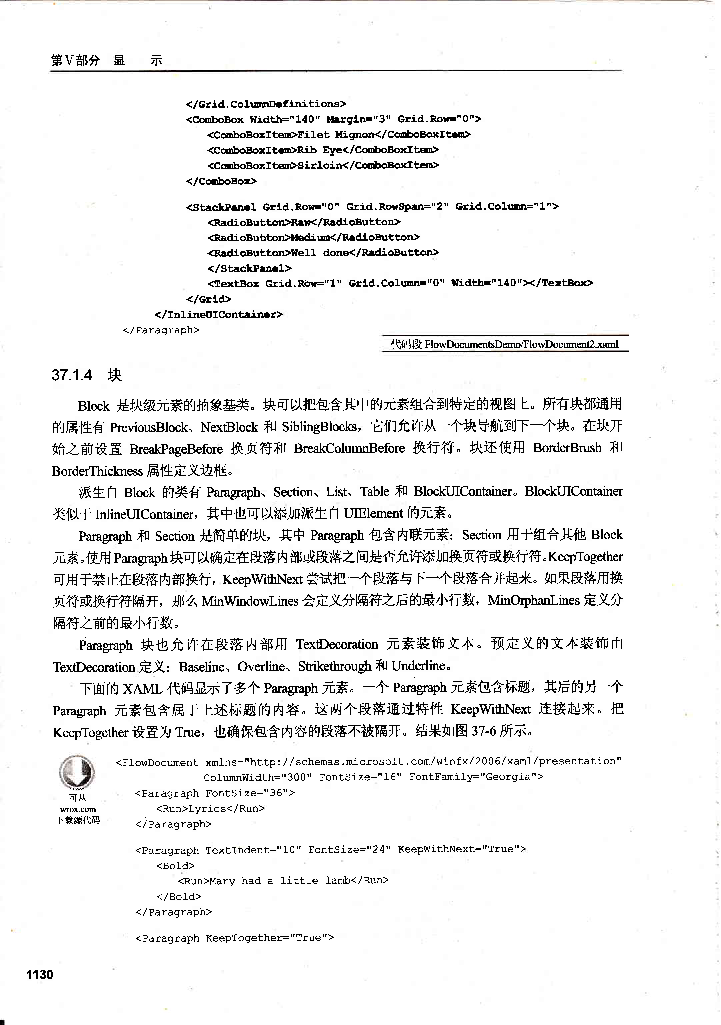 第Ⅴ部分 显 示
</Grid.ColumnDefinitions>
<ComboBox Width="140" Margin="3" Grid.Row="0">
<ComboBoxItem>Filet Mignon</ComboBoxItem>
<ComboBoxItem>Rib Eye</ComboBoxItem>
<ComboBoxItem>Sirloin</ComboBoxItem>
</ComboBox>
<StackPanel Grid.Row="0" Grid.RowSpan="2" Grid.Column="1">
<RadioButton>Raw</RadioButton>
<RadioButton>Medium</RadioButton>
<RadioButton>Well done</RadioButton>
</StackPanel>
<TextBox Grid.Row="1" Grid.Column="0" Width="140"></TextBox>
</Grid>
</InlineUIContainer>
</Paragraph>
代码段 FlowDocumentsDemo/FlowDocument2.xaml
37.1.4 块
Block 是块级元素的抽象基类。块可以把包含其中的元素组合到特定的视图上。所有块都通用
的属性有 PreviousBlock、NextBlock 和 SiblingBlocks，它们允许从一个块导航到下一个块。在块开
始之前设置 BreakPageBefore 换页符和 BreakColumnBefore 换行符。块还使用 BorderBrush 和
BorderThickness 属性定义边框。
派生自 Block 的类有 Paragraph、Section、List、Table 和 BlockUIContainer。BlockUIContainer
类似于 InlineUIContainer，其中也可以添加派生自 UIElement 的元素。
Paragraph 和 Section 是简单的块，其中 Paragraph 包含内联元素；Section 用于组合其他 Block
元素。使用 Paragraph 块可以确定在段落内部或段落之间是否允许添加换页符或换行符。KeepTogether
可用于禁止在段落内部换行，KeepWithNext 尝试把一个段落与下一个段落合并起来。如果段落用换
页符或换行符隔开，那么 MinWindowLines 会定义分隔符之后的最小行数，MinOrphanLines 定义分
隔符之前的最小行数。
Paragraph 块也允许在段落内部用 TextDecoration 元素装饰文本。预定义的文本装饰由
TextDecoration 定义：Baseline、Overline、Strikethrough 和 Underline。
下面的 XAML 代码显示了多个 Paragraph 元素。一个 Paragraph 元素包含标题，其后的另一个
Paragraph 元素包含属于上述标题的内容。这两个段落通过特性 KeepWithNext 连接起来。把
KeepTogether 设置为 True，也确保包含内容的段落不被隔开。结果如图 37-6 所示。
<FlowDocument xmlns="http://schemas.microsoft.com/winfx/2006/xaml/presentation"
ColumnWidth="300" FontSize="16" FontFamily="Georgia">
<Paragraph FontSize="36">
<Run>Lyrics</Run>
</Paragraph>
可从
wrox.com
下载源代码
<Paragraph TextIndent="10" FontSize="24" KeepWithNext="True">
<Bold>
<Run>Mary had a little lamb</Run>
</Bold>
</Paragraph>
<Paragraph KeepTogether="True">
1130